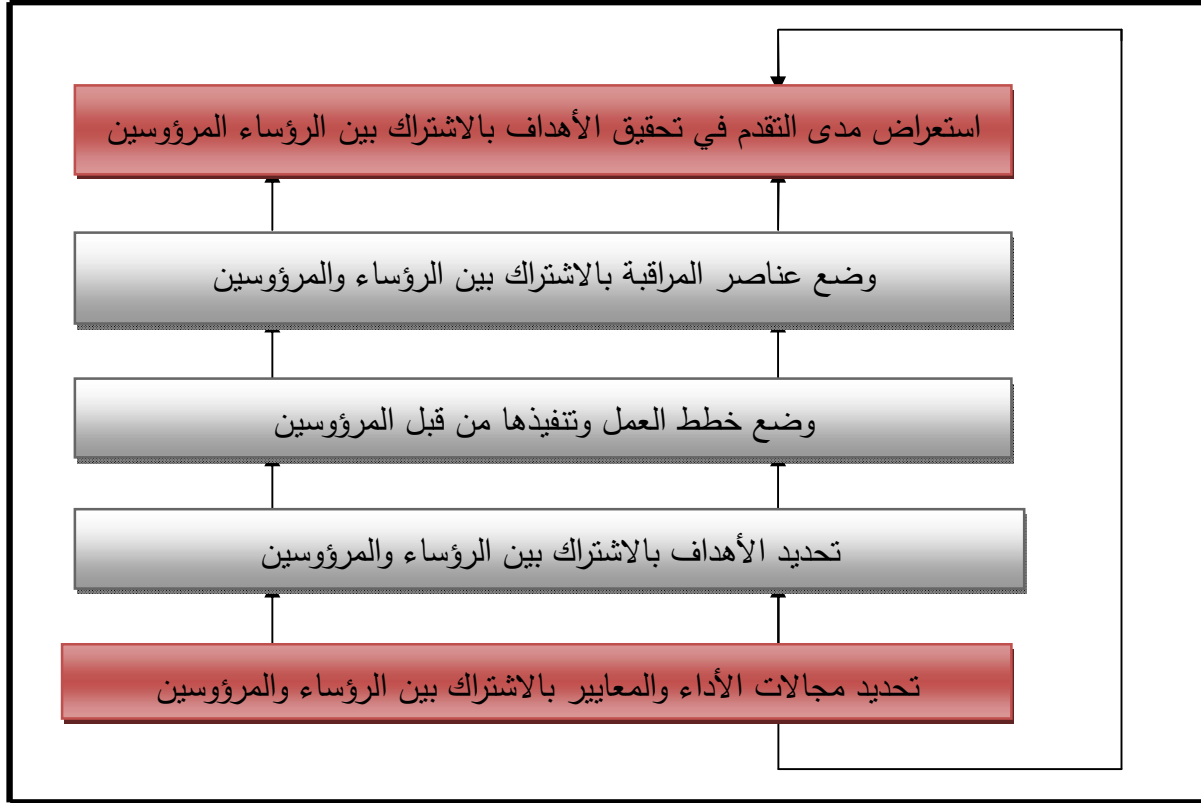 استعراض مدى التقدم في تحقيق الأهداف بالاشتراك بين الرؤساء المرؤوسين
وضع عناصر المراقبة بالاشتراك بين الرؤساء والمرؤوسين
وضع خطط العمل وتنفيذها من قبل المرؤوسين
تحديد الأهداف بالاشتراك بين الرؤساء والمرؤوسين
تحديد مجالات الأداء والمعايير بالاشتراك بين الرؤساء والمرؤوسين